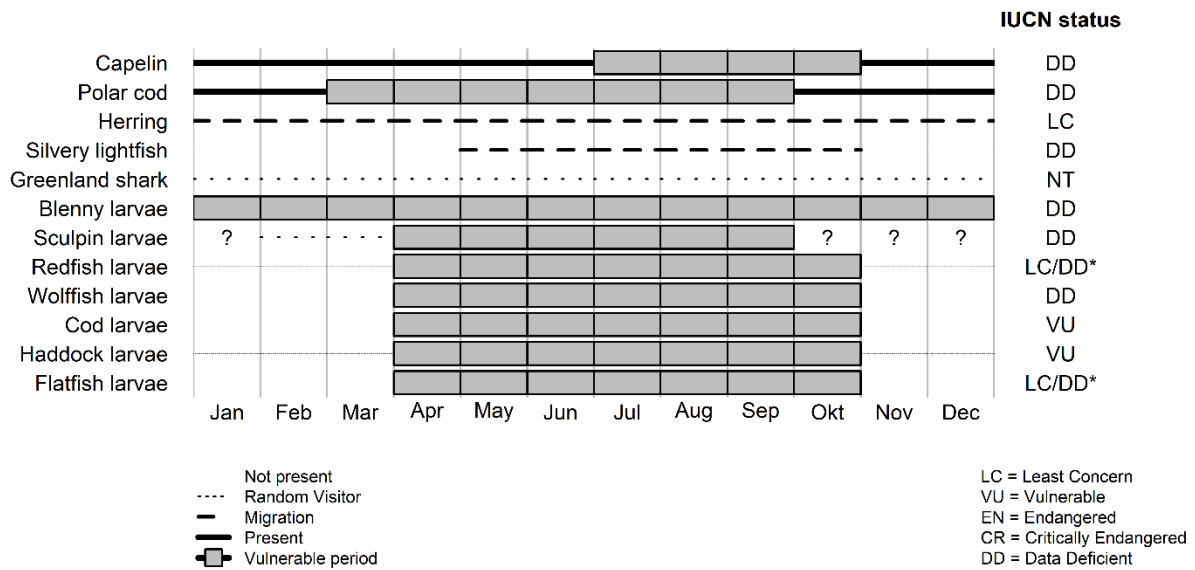 IUCN status
Capelin DD
Polar cod DD
Herring LC
Silvery lightfish DD
Greenland shark NT
Blenny larvae DD
Sculpin larvae ? ? ? ? DD
Redfish larvae LC/DD*
Wolffish larvae DD
Cod larvae VU
Haddock larvae VU
Flatfish larvae LC/DD*
Jan Feb Mar Apr May Jun Jul Aug Sep Okt Nov Dec
Not present
Random Visitor
Migration
Present
Vulnerable period
LC = Least Concern
VU = Vulnerable
EN = Endangered
CR = Critically Endangered
DD = Data Deficient